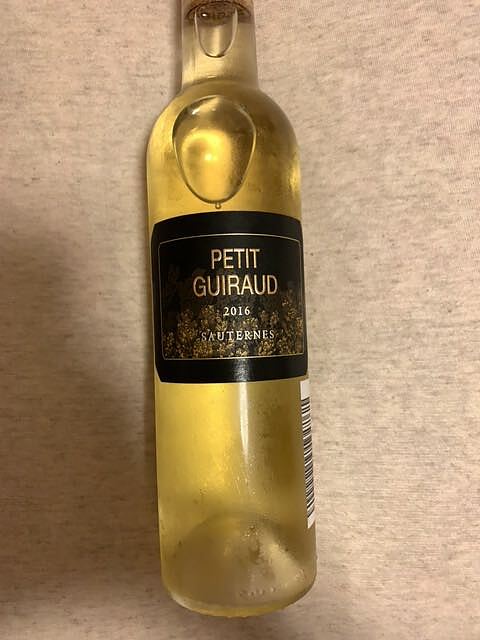 PETIT
GUIRAUD
2016
SAUTERNES